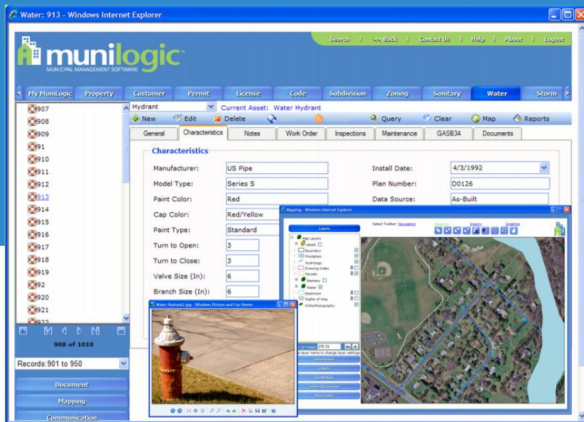 Water: 913 - Windows Internet Explorer
Search | << Back | Contact Us | Help | About | Logout
munilogic
MUNICIPAL MANAGEMENT SOFTWARE
My MuniLogic Property Customer Permit License Code Subdivision Zoning Sanitary Water Storm
Hydrant Current Asset: Water Hydrant
New Edit Delete Query Clear Map Reports
General Characteristics Notes Work Order Inspections Maintenance GASB34 Documents
907
908
909
91
910
911
912
913
914
915
916
917
918
919
92
920
921
922
908 of 1010
Records 901 to 950
Document
Mapping
Communication
Characteristics
Manufacturer: US Pipe Install Date: 4/3/1992
Model Type: Series S Plan Number: D0126
Paint Color: Red Data Source: As-Built
Cap Color: Red/Yellow
Paint Type: Standard
Turn to Open: 3
Turn to Close: 3
Valve Size (In): 6
Branch Size (In): 6
Mapping - Windows Internet Explorer
Layers
Map Layers
Water Hydrant1.jpg - Windows Picture and Fax Viewer